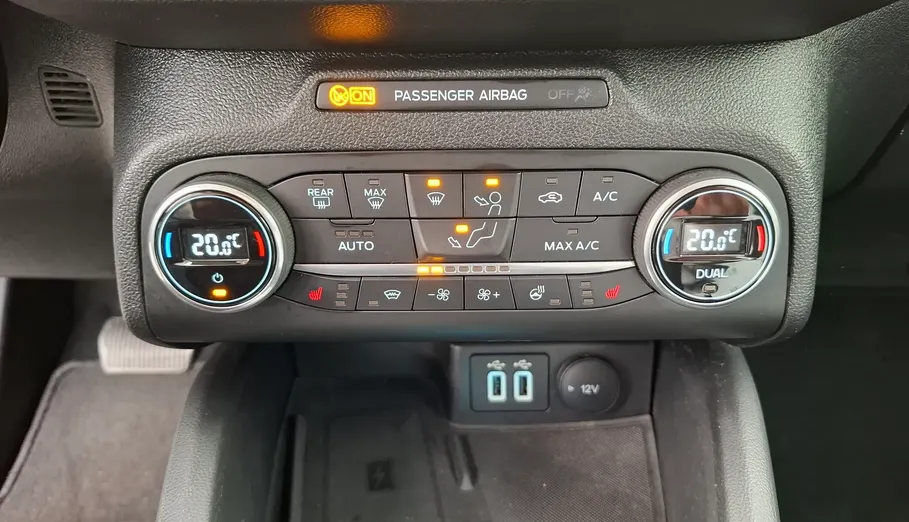 ON PASSENGER AIRBAG OFF
REAR MAX A/C
AUTO MAX A/C
20.0°C 20.0°C
DUAL
- +
12V